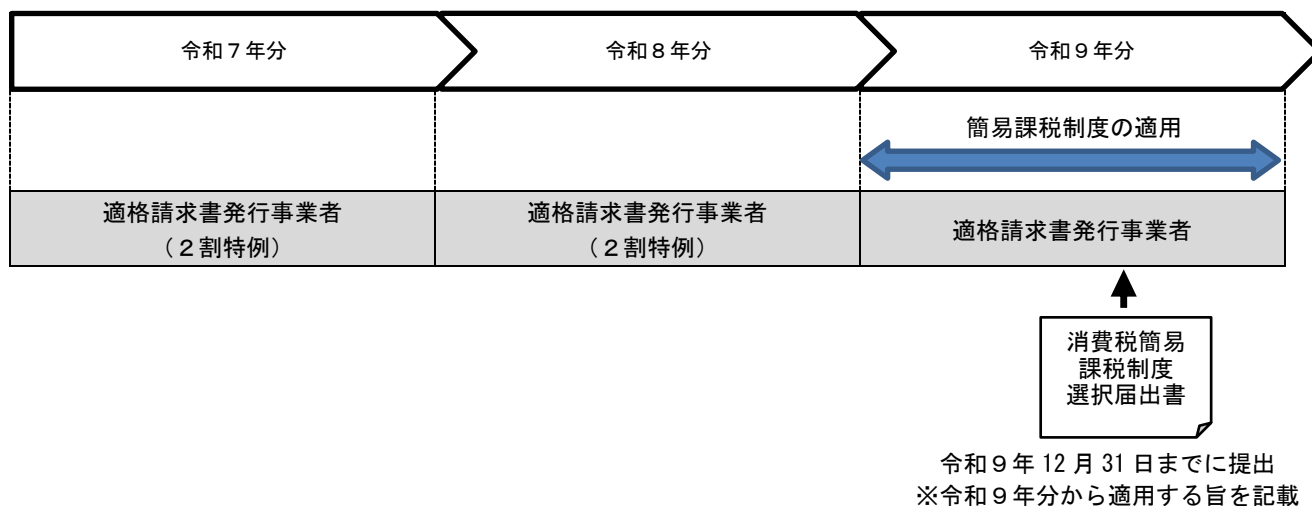 令和７年分
令和８年分
令和９年分
簡易課税制度の適用
適格請求書発行事業者
（２割特例）
適格請求書発行事業者
（２割特例）
適格請求書発行事業者
消費税簡易
課税制度
選択届出書
令和９年12月31日までに提出
※令和９年分から適用する旨を記載